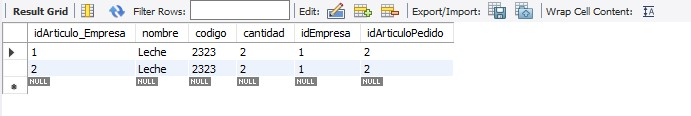 Result Grid Filter Rows: Edit: Export/Import: Wrap Cell Content: IA
idArticulo_Empresa nombre codigo cantidad idEmpresa idArticuloPedido
1 Leche 2323 2 1 2
2 Leche 2323 2 1 2
NULL NULL NULL NULL NULL NULL